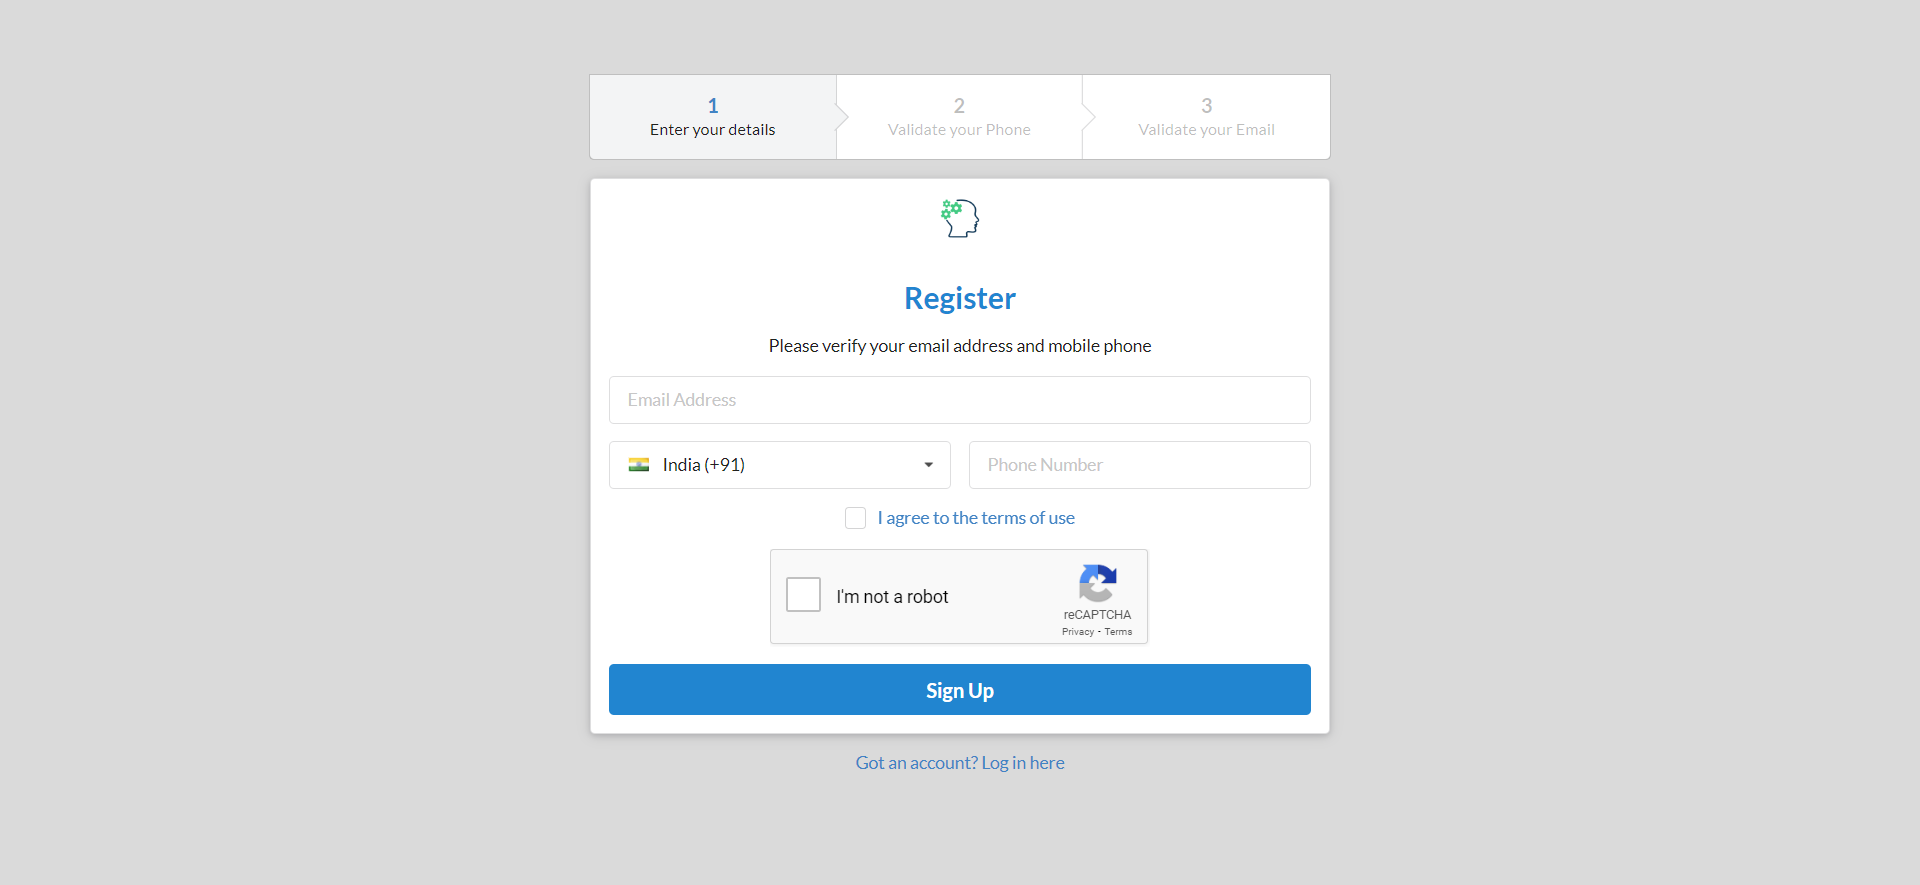 1
Enter your details
2
Validate your Phone
3
Validate your Email
Register
Please verify your email address and mobile phone
Email Address
India (+91)
Phone Number
I agree to the terms of use
I'm not a robot
reCAPTCHA
Privacy - Terms
Sign Up
Got an account? Log in here